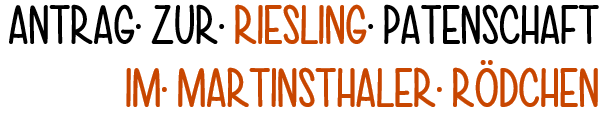 ANTRAG· ZUR· RIESLING· PATENSCHAFT
IM· MARTINSTHALER· RÖDCHEN